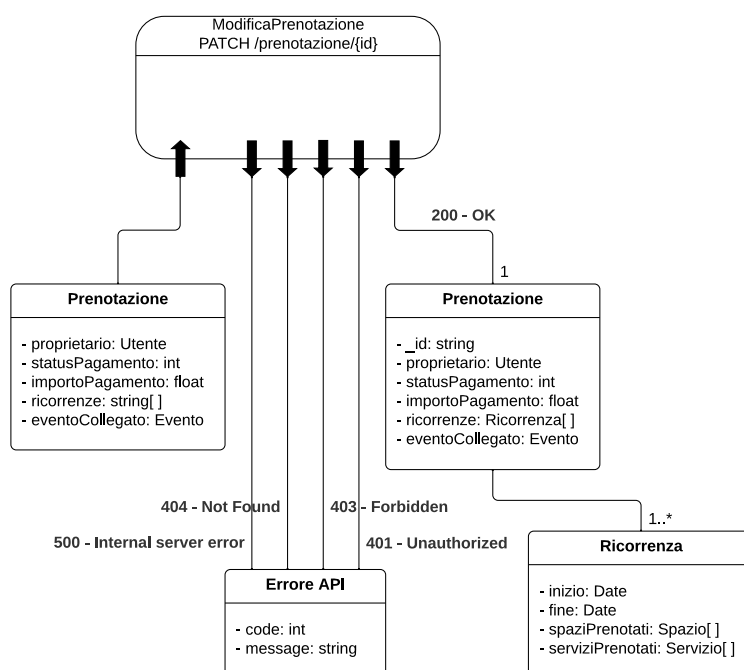 ModificaPrenotazione
PATCH /prenotazione/{id}
200 - OK
1
Prenotazione
- proprietario: Utente
- statusPagamento: int
- importoPagamento: float
- ricorrenze: string[ ]
- eventoCollegato: Evento
Prenotazione
- _id: string
- proprietario: Utente
- statusPagamento: int
- importoPagamento: float
- ricorrenze: Ricorrenza[ ]
- eventoCollegato: Evento
404 - Not Found
403 - Forbidden
500 - Internal server error
401 - Unauthorized
1..*
Errore API
- code: int
- message: string
Ricorrenza
- inizio: Date
- fine: Date
- spaziPrenotati: Spazio[ ]
- serviziPrenotati: Servizio[ ]